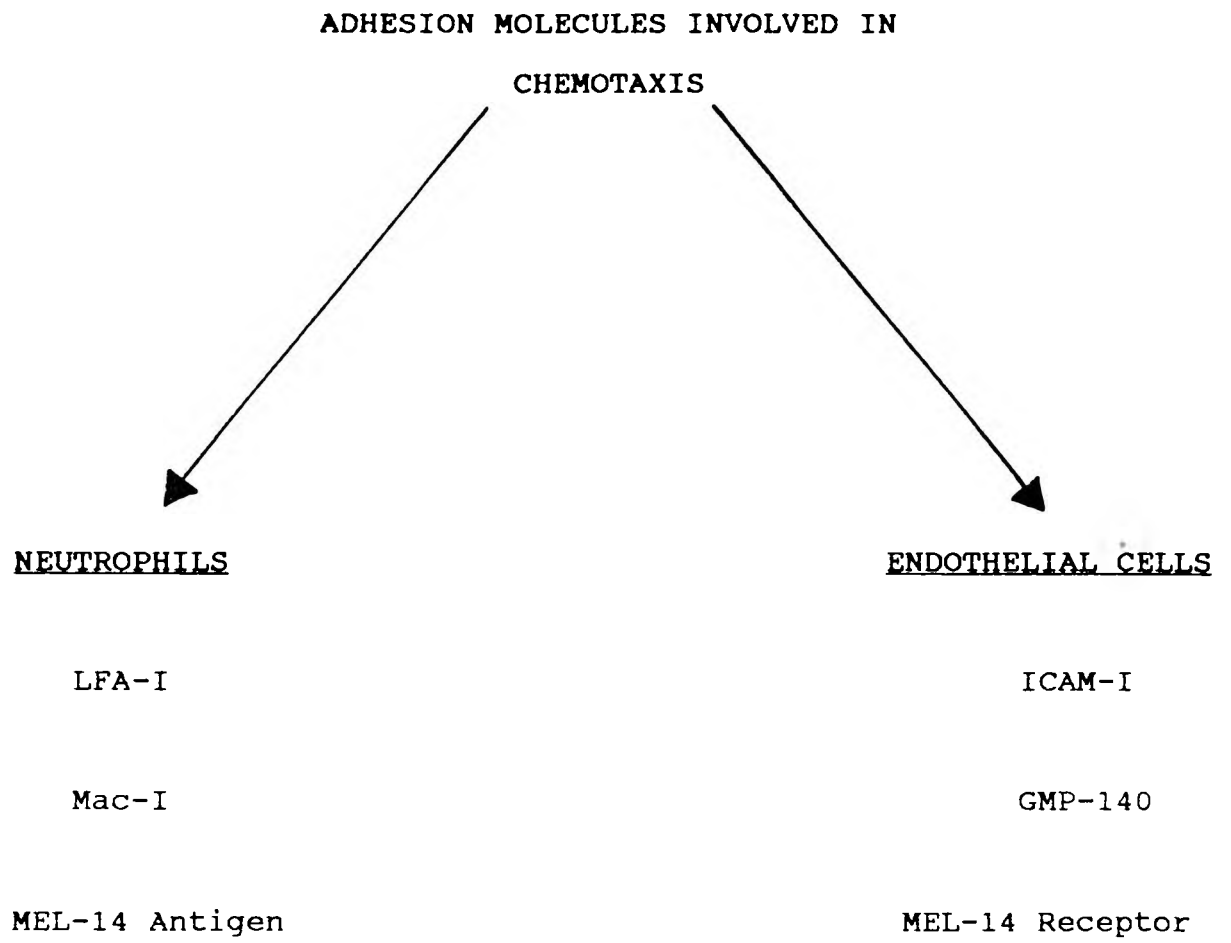 ADHESION MOLECULES INVOLVED IN
CHEMOTAXIS
NEUTROPHILS
ENDOTHELIAL CELLS
LFA-I
ICAM-I
Mac-I
GMP-140
MEL-14 Antigen
MEL-14 Receptor